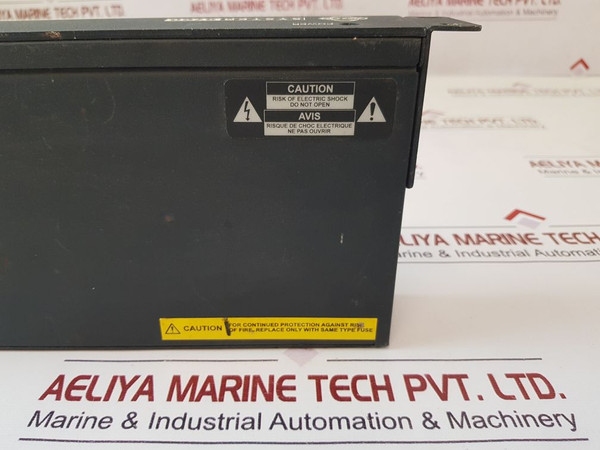 AELIYA MARINE TECH
Marine & Industrial Automation & Machinery
POWER
CAUTION
RISK OF ELECTRIC SHOCK
DO NOT OPEN
AVIS
RISQUE DE CHOC ELECTRIQUE
NE PAS OUVRIR
AELIYA MARINE TECH
Marine & Industrial Automation
CAUTION
FOR CONTINUED PROTECTION AGAINST RISK
OF FIRE, REPLACE ONLY WITH SAME TYPE FUSE
AELIYA MARINE TECH PVT. LTD.
Marine & Industrial Automation & Machinery